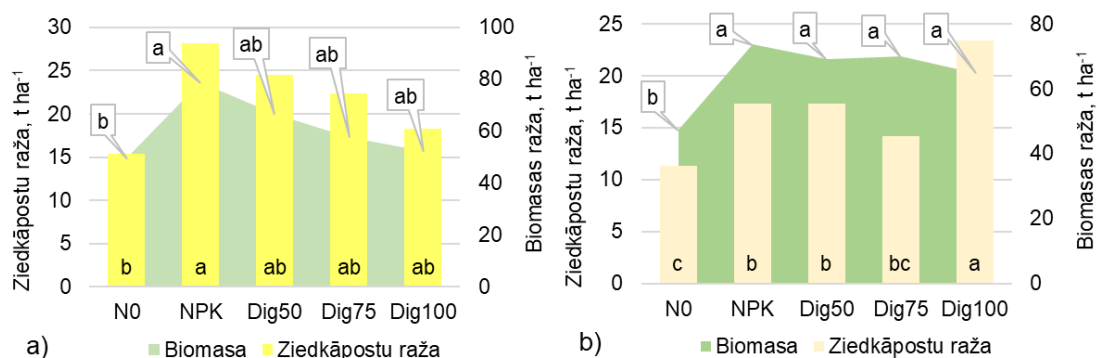 Ziedkāpostu raža, t ha⁻¹
30
25
20
15
10
5
0
b
a
ab
ab
ab
b
a
ab
ab
ab
100
80
60
40
20
0
Biomasas raža, t ha⁻¹
N0 NPK Dig50 Dig75 Dig100
a)
Biomasa Ziedkāpostu raža
Ziedkāpostu raža, t ha⁻¹
25
20
15
10
5
0
b
a
a
a
a
c
b
b
bc
a
80
60
40
20
0
Biomasas raža, t ha⁻¹
N0 NPK Dig50 Dig75 Dig100
b)
Biomasa Ziedkāpostu raža